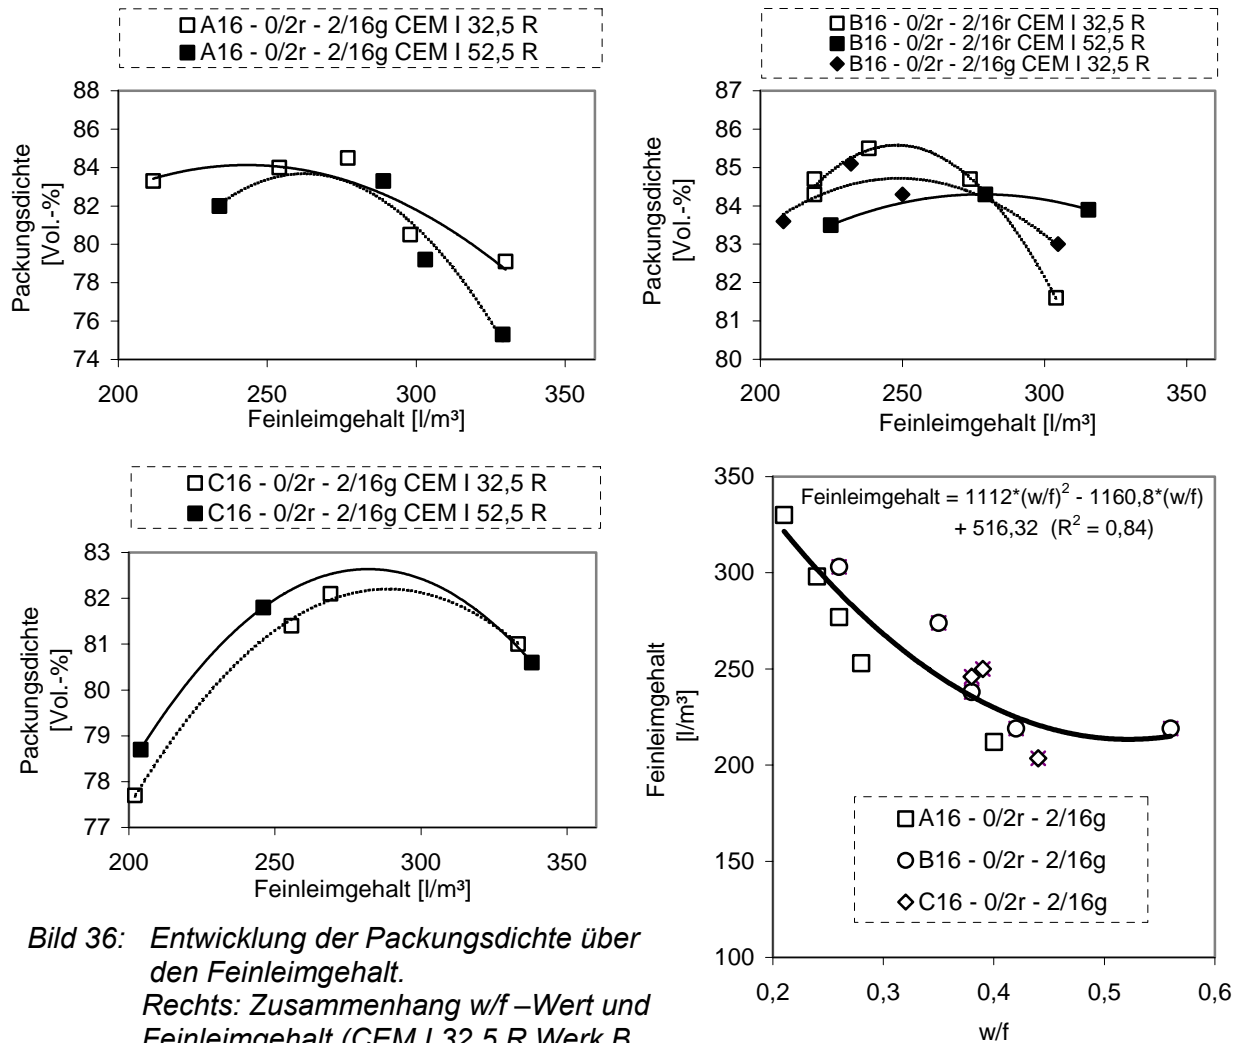 A16 - 0/2r - 2/16g CEM I 32,5 R
A16 - 0/2r - 2/16g CEM I 52,5 R
88
86
84
82
80
78
76
74
Packungsdichte
[Vol.-%]
200 250 300 350
Feinleimgehalt [l/m³]
B16 - 0/2r - 2/16r CEM I 32,5 R
B16 - 0/2r - 2/16r CEM I 52,5 R
B16 - 0/2r - 2/16g CEM I 32,5 R
87
86
85
84
83
82
81
80
Packungsdichte
[Vol.-%]
200 250 300 350
Feinleimgehalt [l/m³]
C16 - 0/2r - 2/16g CEM I 32,5 R
C16 - 0/2r - 2/16g CEM I 52,5 R
83
82
81
80
79
78
77
Packungsdichte
[Vol.-%]
200 250 300 350
Feinleimgehalt [l/m³]
Feinleimgehalt = 1112*(w/f)² - 1160,8*(w/f)
+ 516,32 (R² = 0,84)
350
300
250
200
150
100
Feinleimgehalt
[l/m³]
A16 - 0/2r - 2/16g
B16 - 0/2r - 2/16g
C16 - 0/2r - 2/16g
0,2 0,3 0,4 0,5 0,6
w/f
Bild 36: Entwicklung der Packungsdichte über
den Feinleimgehalt.
Rechts: Zusammenhang w/f –Wert und
Feinleimgehalt (CEM I 32,5 R Werk B